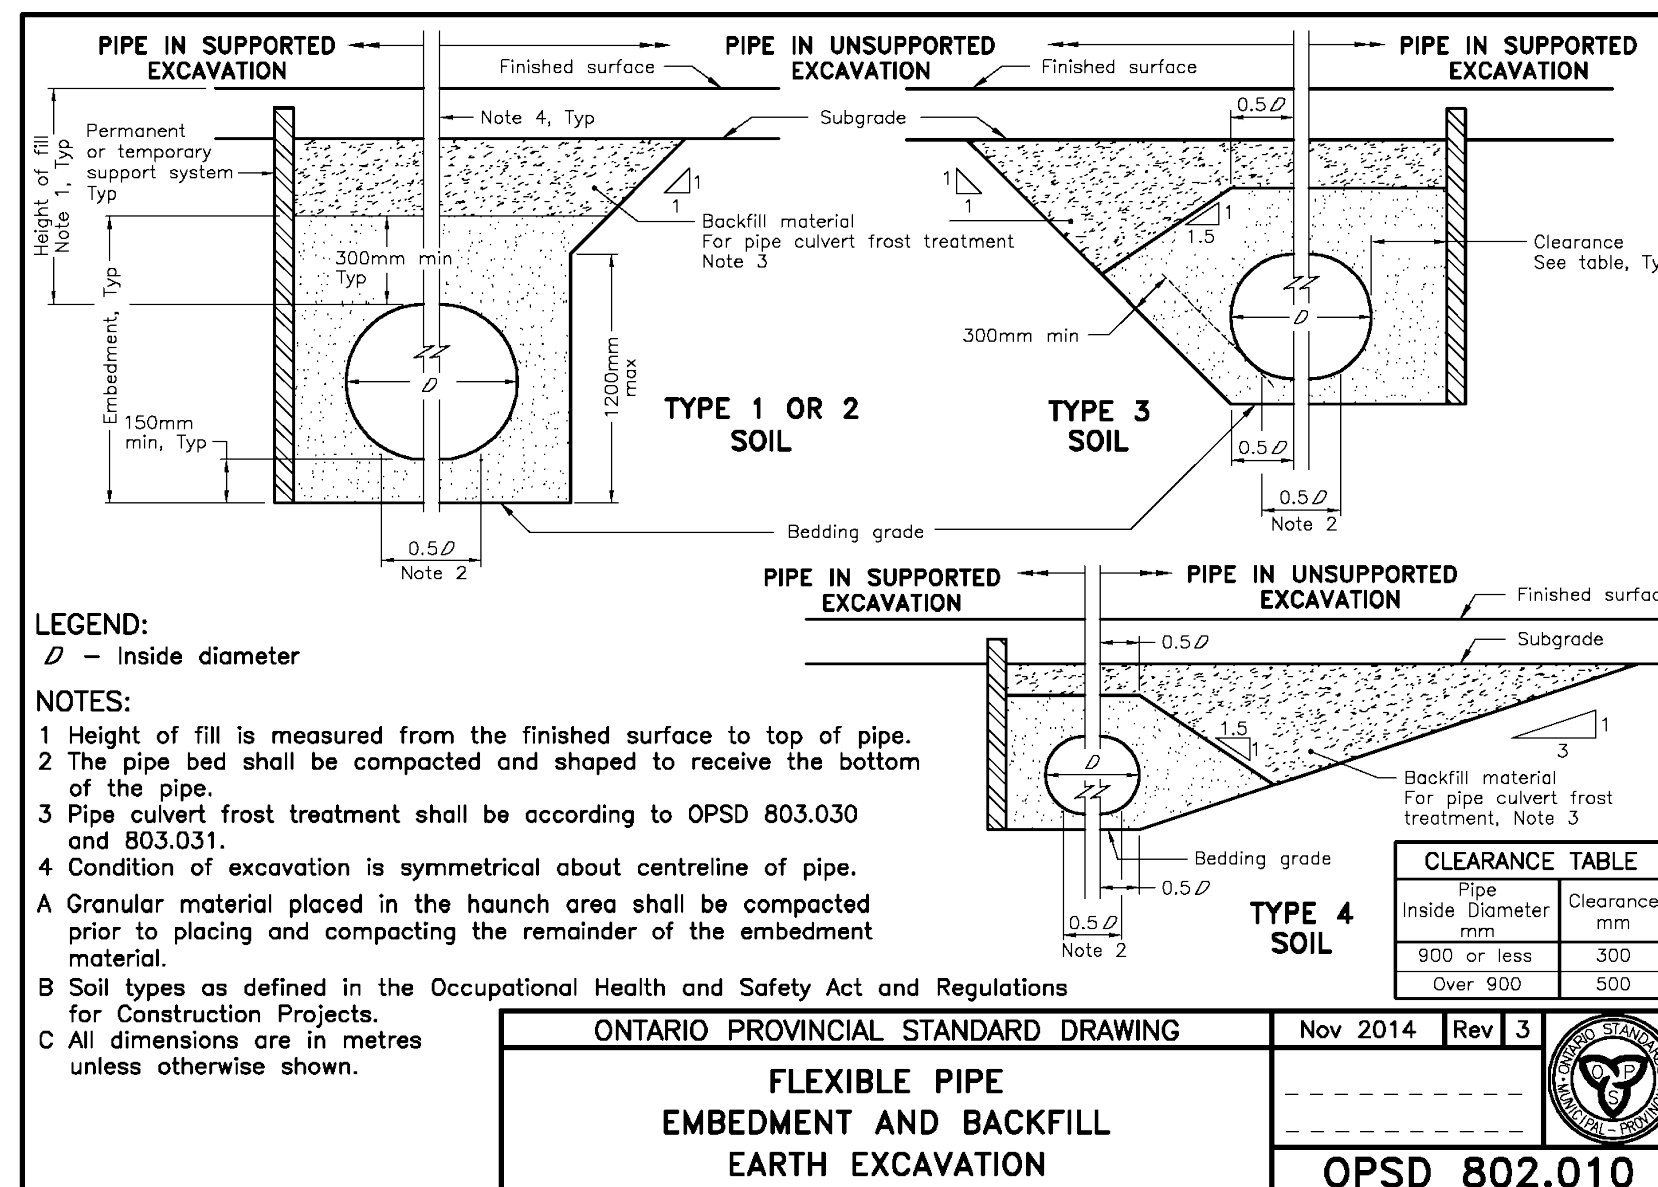 PIPE IN SUPPORTED
EXCAVATION
PIPE IN UNSUPPORTED
EXCAVATION
PIPE IN SUPPORTED
EXCAVATION
Finished surface
Finished surface
0.5D
Note 4, Typ
Subgrade
Height of fill
Note 1, Typ
Permanent
or temporary
support system
Typ
1
1
1
1
Backfill material
For pipe culvert frost treatment
Note 3
1
1.5
Clearance
See table, Ty
300mm min
Typ
Embedment, Typ
300mm min
D
D
1200mm
max
150mm
min, Typ
TYPE 1 OR 2
SOIL
TYPE 3
SOIL
0.5D
0.5D
Note 2
Bedding grade
0.5D
Note 2
PIPE IN SUPPORTED
EXCAVATION
PIPE IN UNSUPPORTED
EXCAVATION
Finished surfac
Subgrade
0.5D
1.5
1
1
3
D
Backfill material
For pipe culvert frost
treatment, Note 3
Bedding grade
0.5D
0.5D
Note 2
TYPE 4
SOIL
LEGEND:
D – Inside diameter
NOTES:
1 Height of fill is measured from the finished surface to top of pipe.
2 The pipe bed shall be compacted and shaped to receive the bottom
of the pipe.
3 Pipe culvert frost treatment shall be according to OPSD 803.030
and 803.031.
4 Condition of excavation is symmetrical about centreline of pipe.
A Granular material placed in the haunch area shall be compacted
prior to placing and compacting the remainder of the embedment
material.
B Soil types as defined in the Occupational Health and Safety Act and Regulations
for Construction Projects.
C All dimensions are in metres
unless otherwise shown.
CLEARANCE TABLE
Pipe
Inside Diameter
mm
Clearance
mm
900 or less 300
Over 900 500
ONTARIO PROVINCIAL STANDARD DRAWING
Nov 2014 Rev 3
FLEXIBLE PIPE
EMBEDMENT AND BACKFILL
EARTH EXCAVATION
OPSD 802.010
O P
S